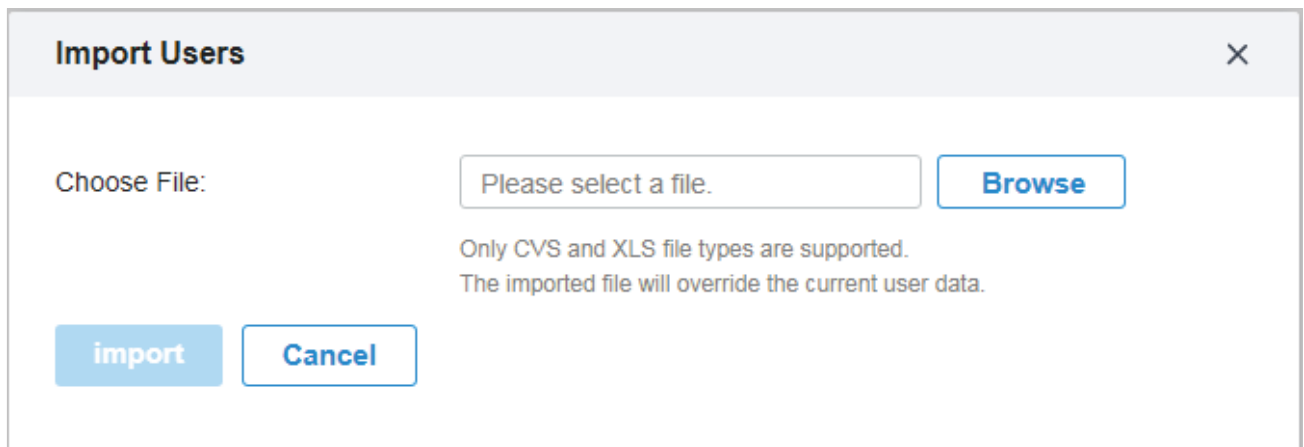 Import Users
Choose File:
Please select a file.
Browse
Only CVS and XLS file types are supported.
The imported file will override the current user data.
import
Cancel